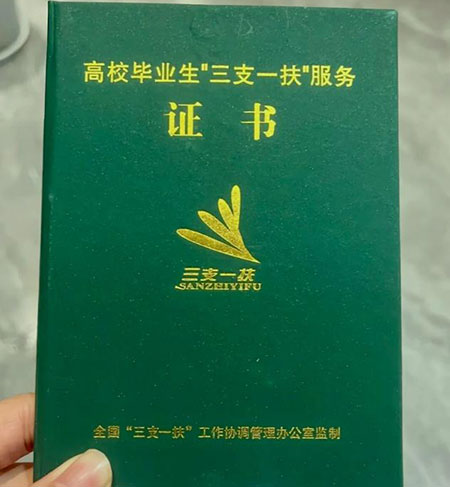 高校毕业生"三支一扶"服务
证书
三支一扶
SANZHIYIFU
全国“三支一扶”工作协调管理办公室监制